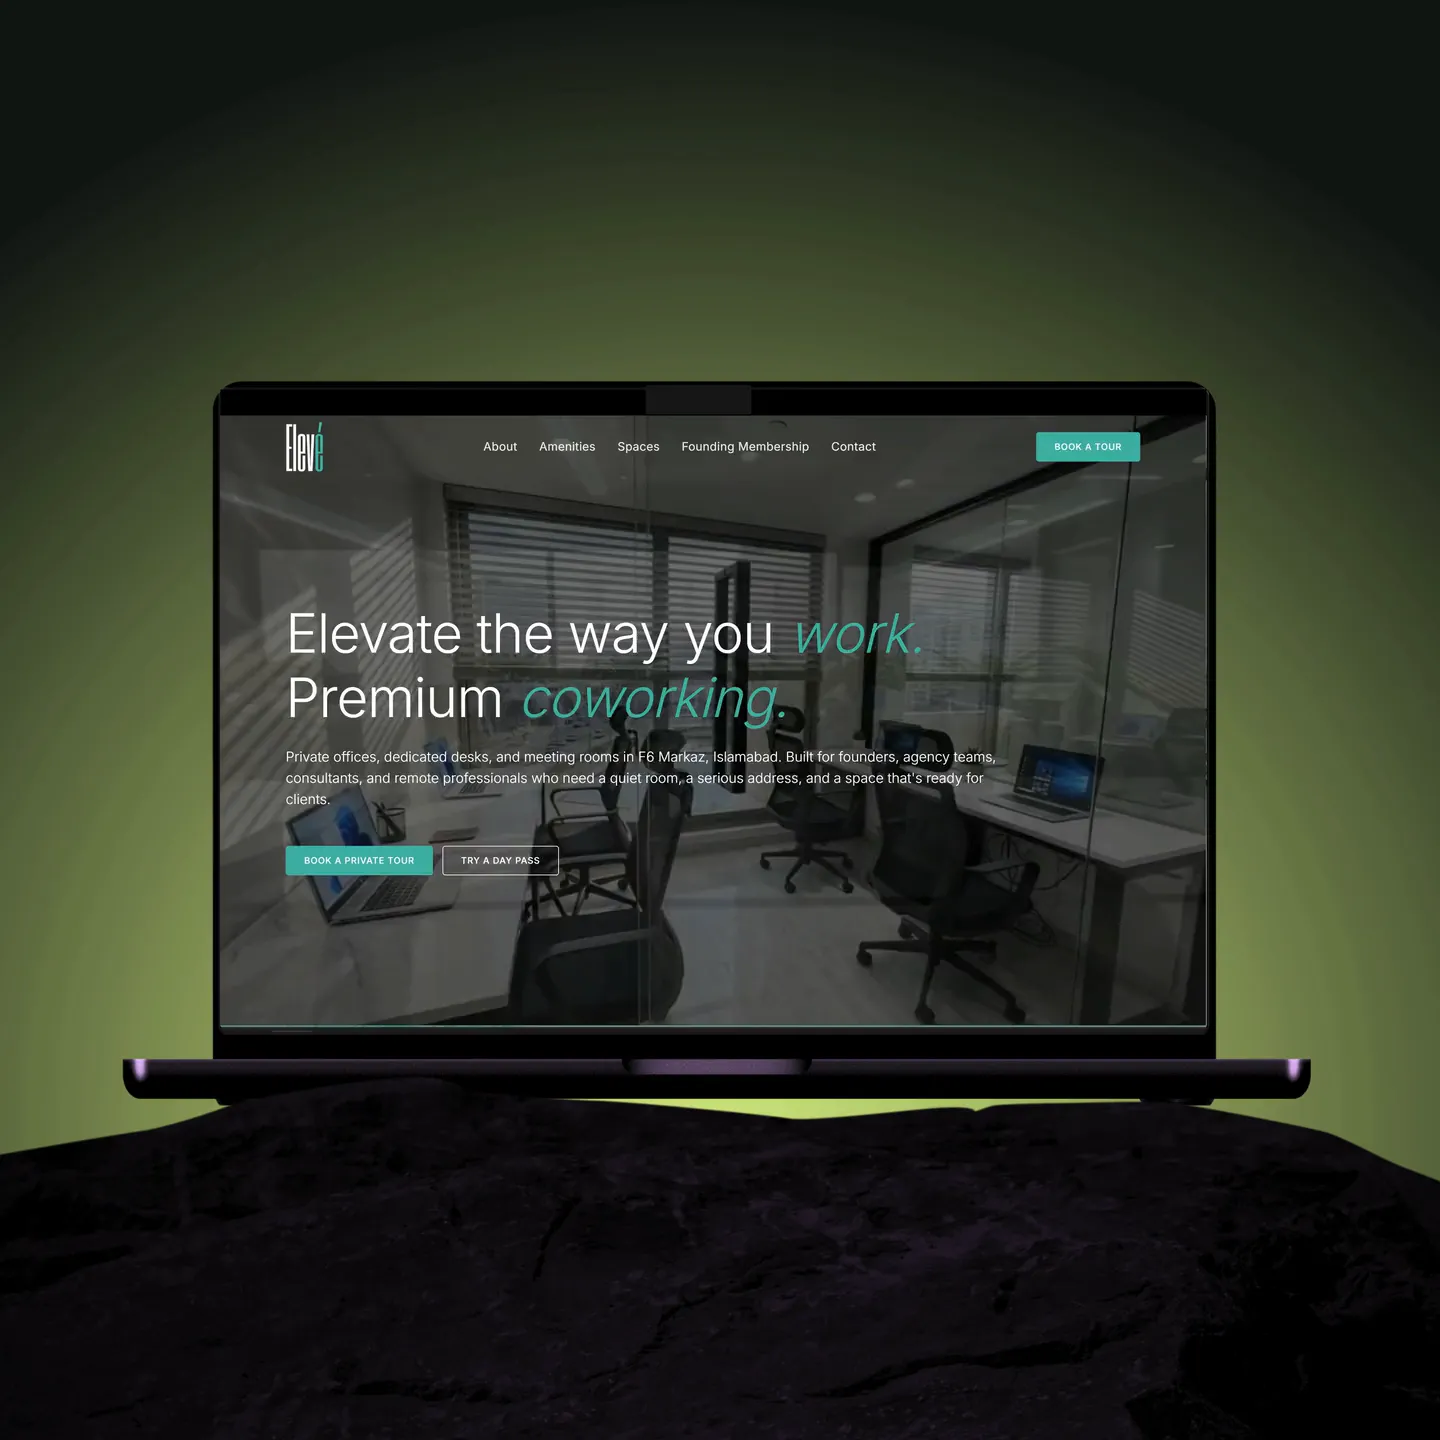 Elevé
About Amenities Spaces Founding Membership Contact
BOOK A TOUR
Elevate the way you work.
Premium coworking.
Private offices, dedicated desks, and meeting rooms in F6 Markaz, Islamabad. Built for founders, agency teams,
consultants, and remote professionals who need a quiet room, a serious address, and a space that's ready for
clients.
BOOK A PRIVATE TOUR TRY A DAY PASS